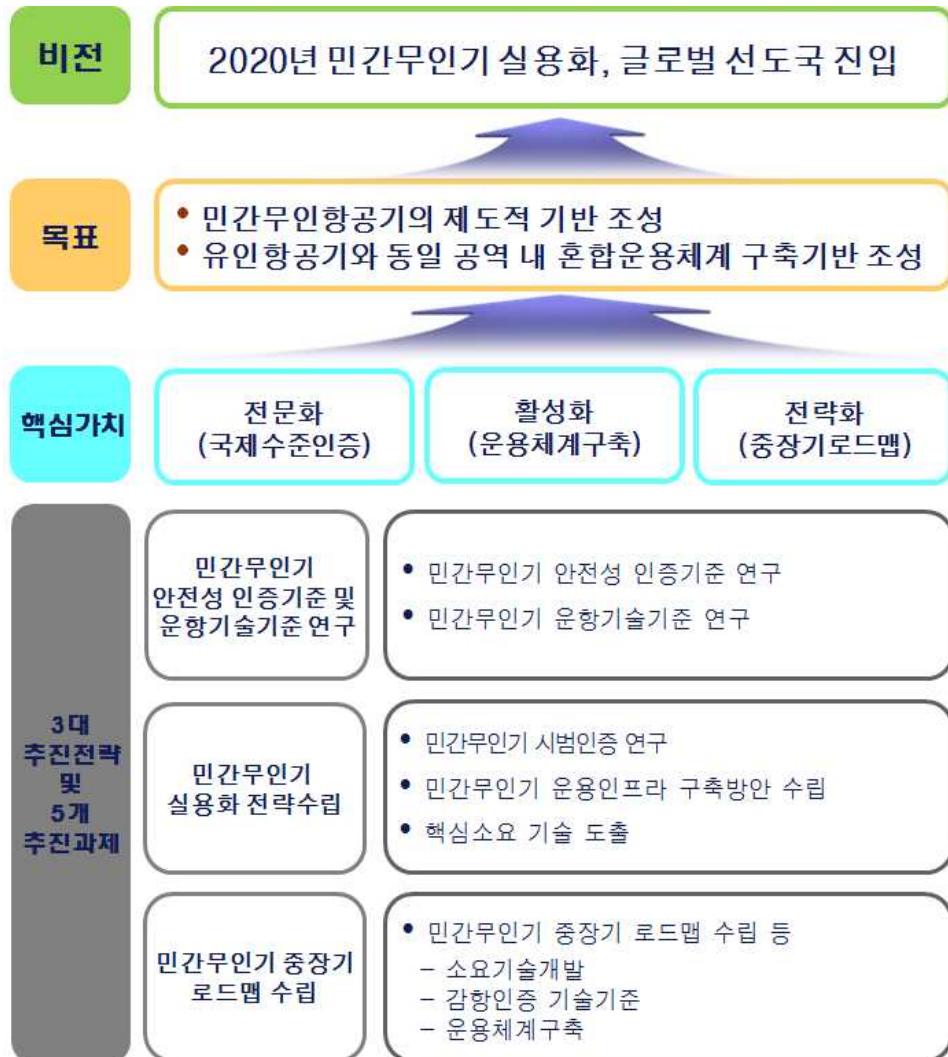 비전
2020년 민간무인기 실용화, 글로벌 선도국 진입
목표
• 민간무인항공기의 제도적 기반 조성
• 유인항공기와 동일 공역 내 혼합운용체계 구축기반 조성
핵심가치
전문화
(국제수준인증)
활성화
(운용체계구축)
전략화
(중장기로드맵)
3대
추진전략
및
5개
추진과제
민간무인기
안전성 인증기준 및
운항기술기준 연구
• 민간무인기 안전성 인증기준 연구
• 민간무인기 운항기술기준 연구
민간무인기
실용화 전략수립
• 민간무인기 시범인증 연구
• 민간무인기 운용인프라 구축방안 수립
• 핵심소요 기술 도출
민간무인기 중장기
로드맵 수립
• 민간무인기 중장기 로드맵 수립 등
– 소요기술개발
– 감항인증 기술기준
– 운용체계구축